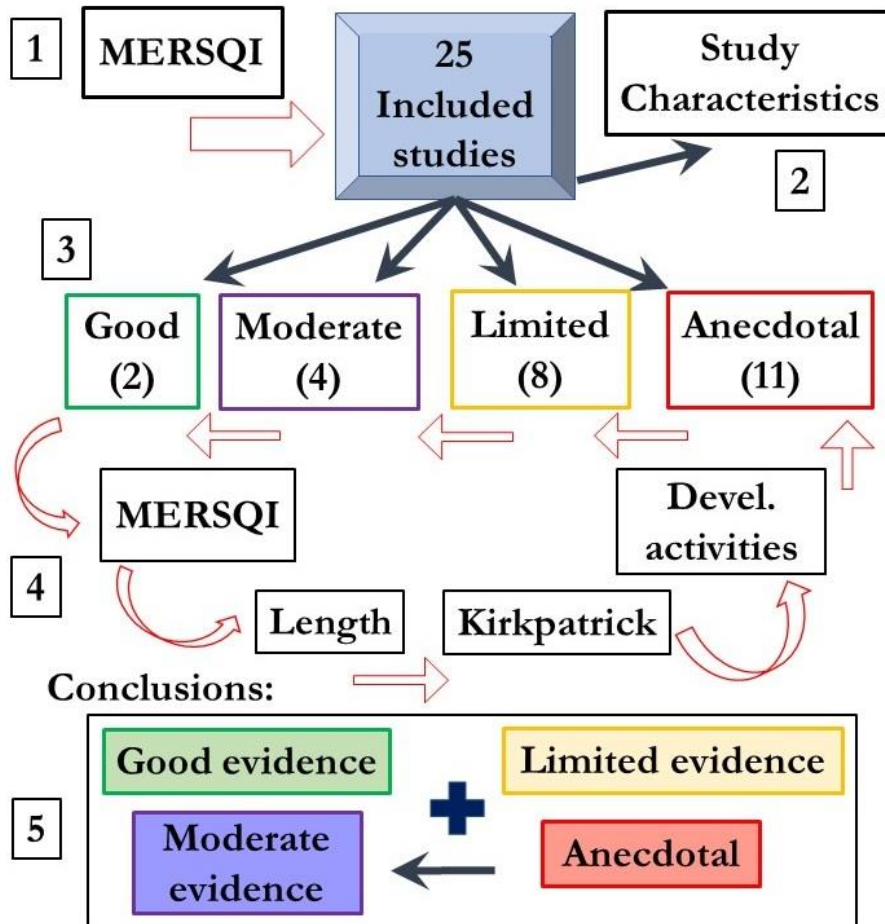 1
MERSQI
25
Included
studies
Study
Characteristics
2
3
Good
(2)
Moderate
(4)
Limited
(8)
Anecdotal
(11)
MERSQI
Devel.
activities
4
Length
Kirkpatrick
Conclusions:
Good evidence
Limited evidence
5
Moderate
evidence
Anecdotal